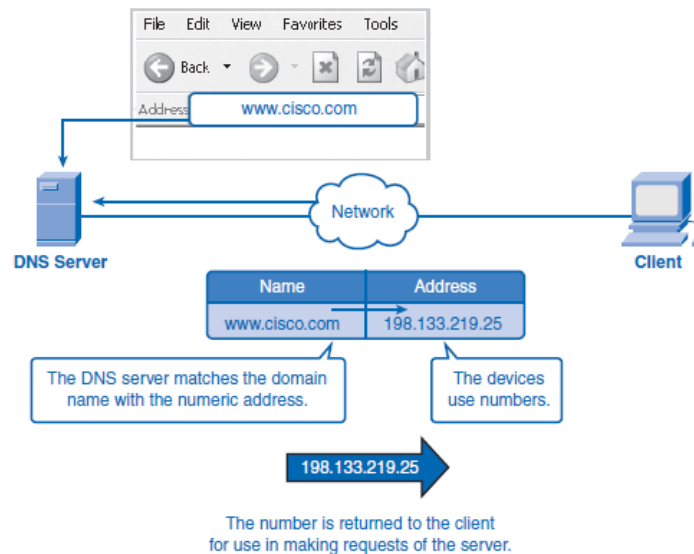 File Edit View Favorites Tools
Back
Address
www.cisco.com
Network
DNS Server
Client
Name Address
www.cisco.com 198.133.219.25
The DNS server matches the domain
name with the numeric address.
The devices
use numbers.
198.133.219.25
The number is returned to the client
for use in making requests of the server.